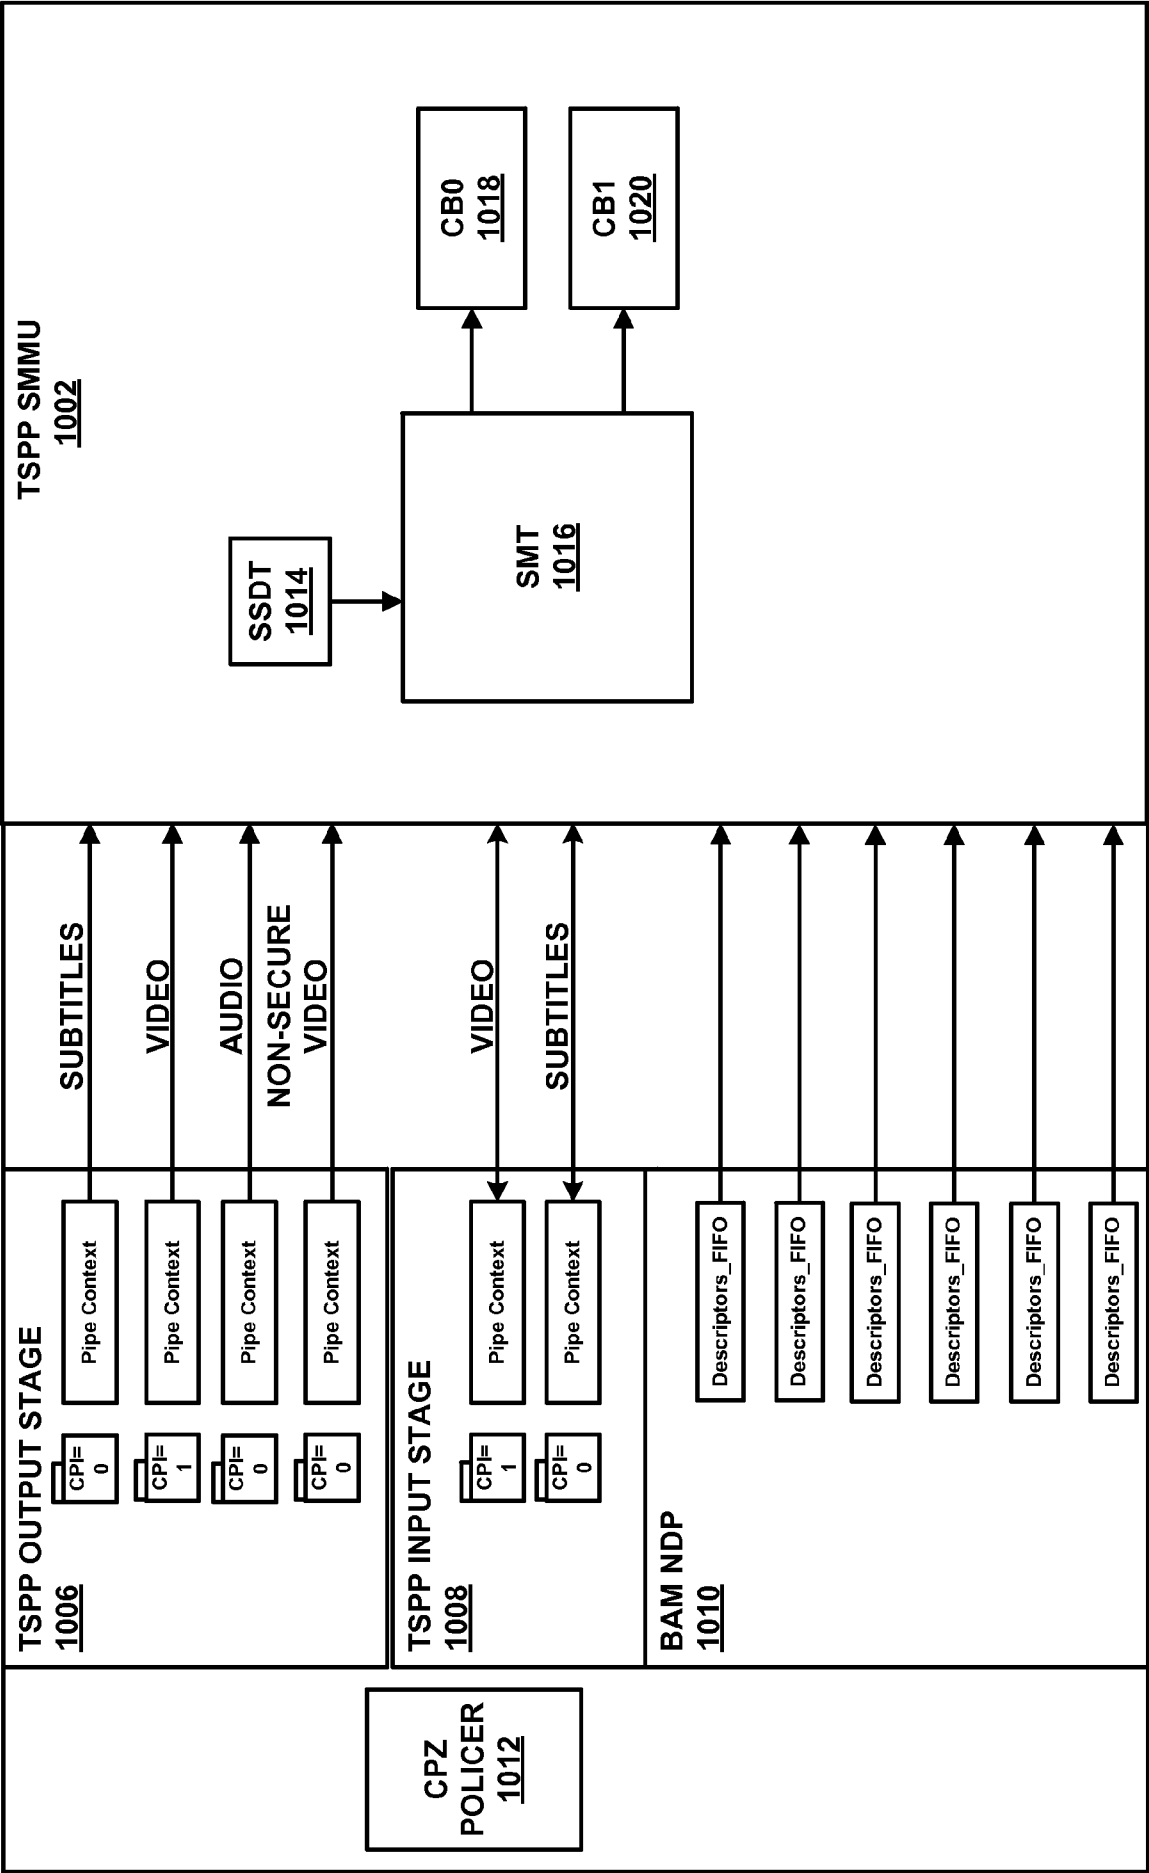 TSPP OUTPUT STAGE
1006
CPI=
0
Pipe Context
SUBTITLES
CPI=
1
Pipe Context
VIDEO
CPI=
0
Pipe Context
AUDIO
CPI=
0
Pipe Context
NON-SECURE
VIDEO
TSPP INPUT STAGE
1008
CPI=
1
Pipe Context
VIDEO
CPI=
0
Pipe Context
SUBTITLES
CPZ
POLICER
1012
BAM NDP
1010
Descriptors_FIFO
Descriptors_FIFO
Descriptors_FIFO
Descriptors_FIFO
Descriptors_FIFO
Descriptors_FIFO
TSPP SMMU
1002
SSDT
1014
SMT
1016
CB0
1018
CB1
1020